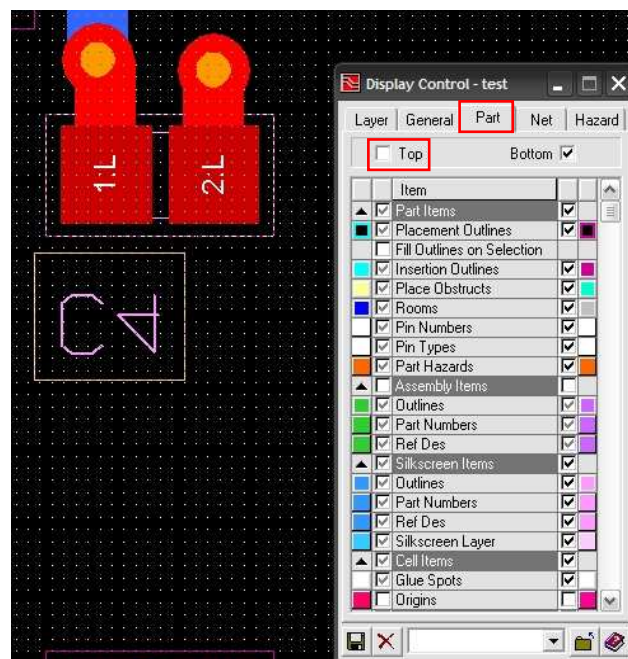 1:L
2:L
C4
Display Control - test
Layer General Part Net Hazard
Top Bottom
Item
Part Items
Placement Outlines
Fill Outlines on Selection
Insertion Outlines
Place Obstructs
Rooms
Pin Numbers
Pin Types
Part Hazards
Assembly Items
Outlines
Part Numbers
Ref Des
Silkscreen Items
Outlines
Part Numbers
Ref Des
Silkscreen Layer
Cell Items
Glue Spots
Origins